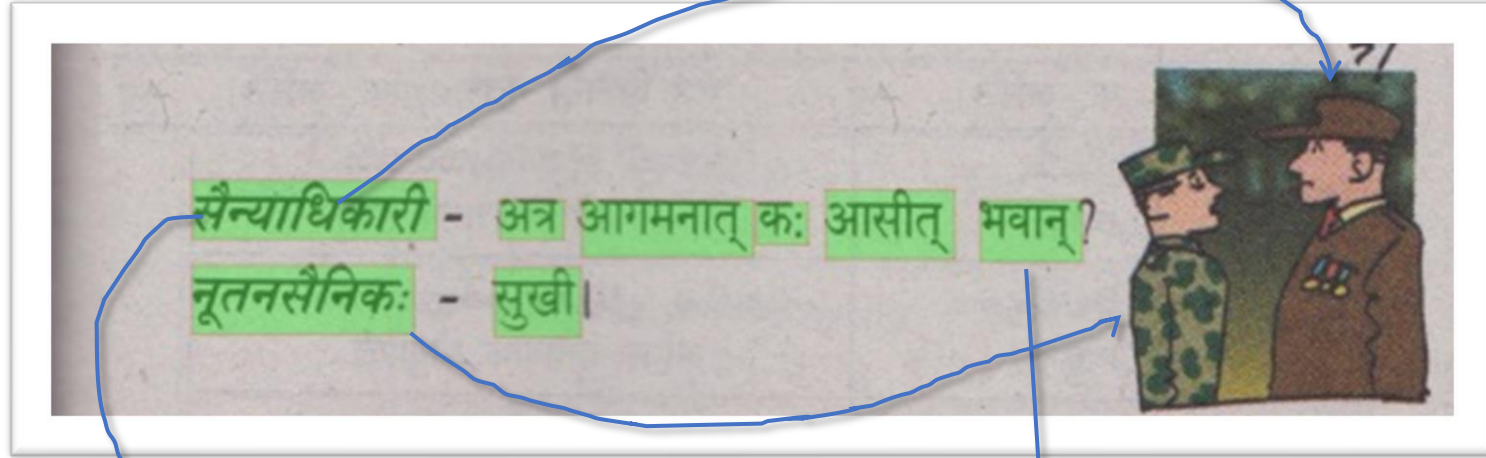 सैन्याधिकारी - अत्र आगमनात् कः आसीत् भवान्?
नूतनसैनिकः - सुखी।